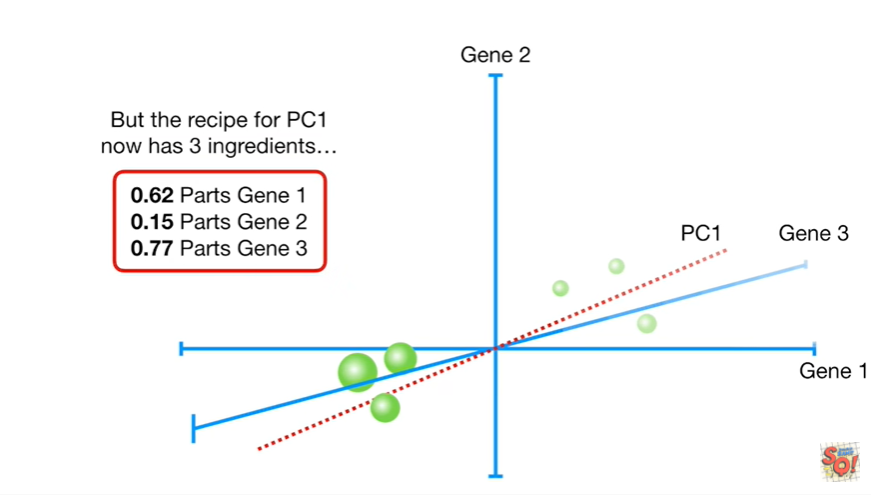 Gene 2
But the recipe for PC1
now has 3 ingredients…
0.62 Parts Gene 1
0.15 Parts Gene 2
0.77 Parts Gene 3
PC1
Gene 3
Gene 1
SQ!